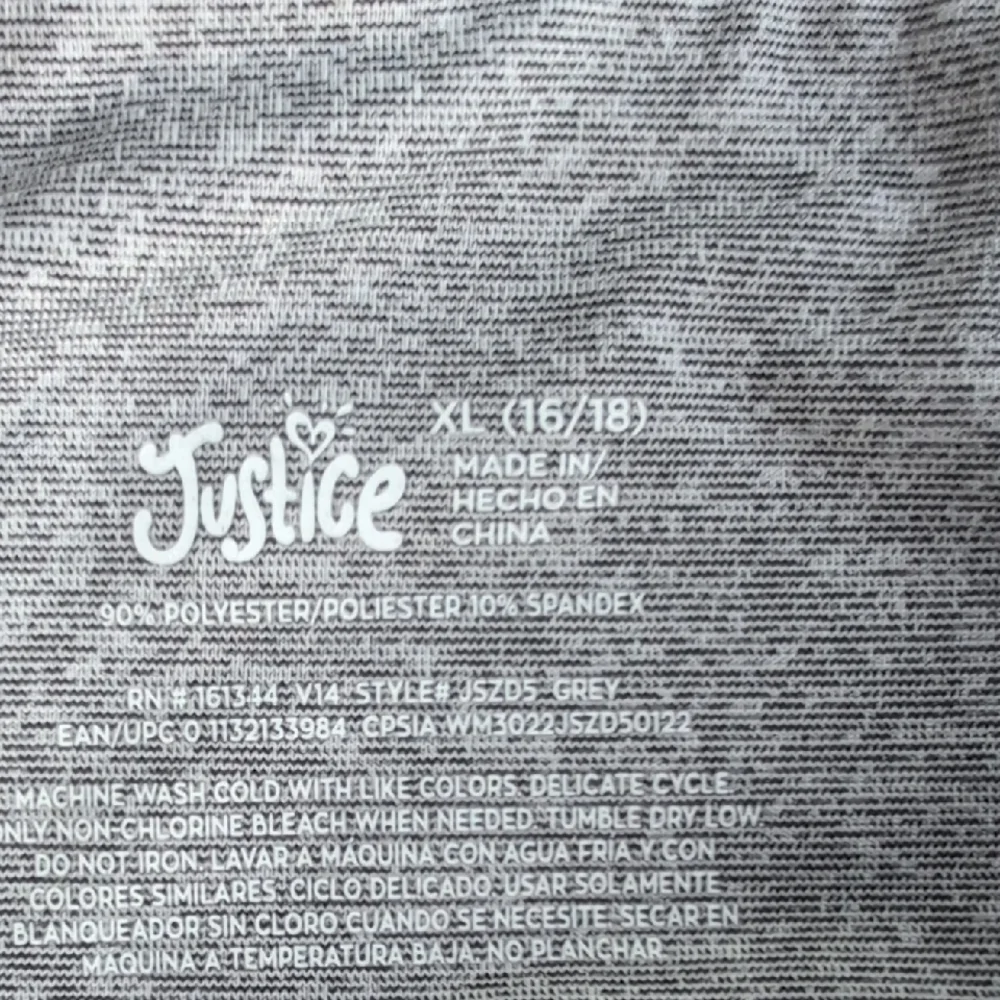 Justice
XL (16/18)
MADE IN/
HECHO EN
CHINA
90% POLYESTER/POLIESTER 10% SPANDEX
RN # 161344 V14. STYLE# JSZD5 GREY
EAN/UPC 0 1132133984 CPSIA WM3022JSZD50122
MACHINE WASH COLD WITH LIKE COLORS. DELICATE CYCLE.
ONLY NON-CHLORINE BLEACH WHEN NEEDED. TUMBLE DRY LOW.
DO NOT IRON. LAVAR A MAQUINA CON AGUA FRIA Y CON
COLORES SIMILARES. CICLO DELICADO. USAR SOLAMENTE
BLANQUEADOR SIN CLORO CUANDO SE NECESITE. SECAR EN
MAQUINA A TEMPERATURA BAJA. NO PLANCHAR.